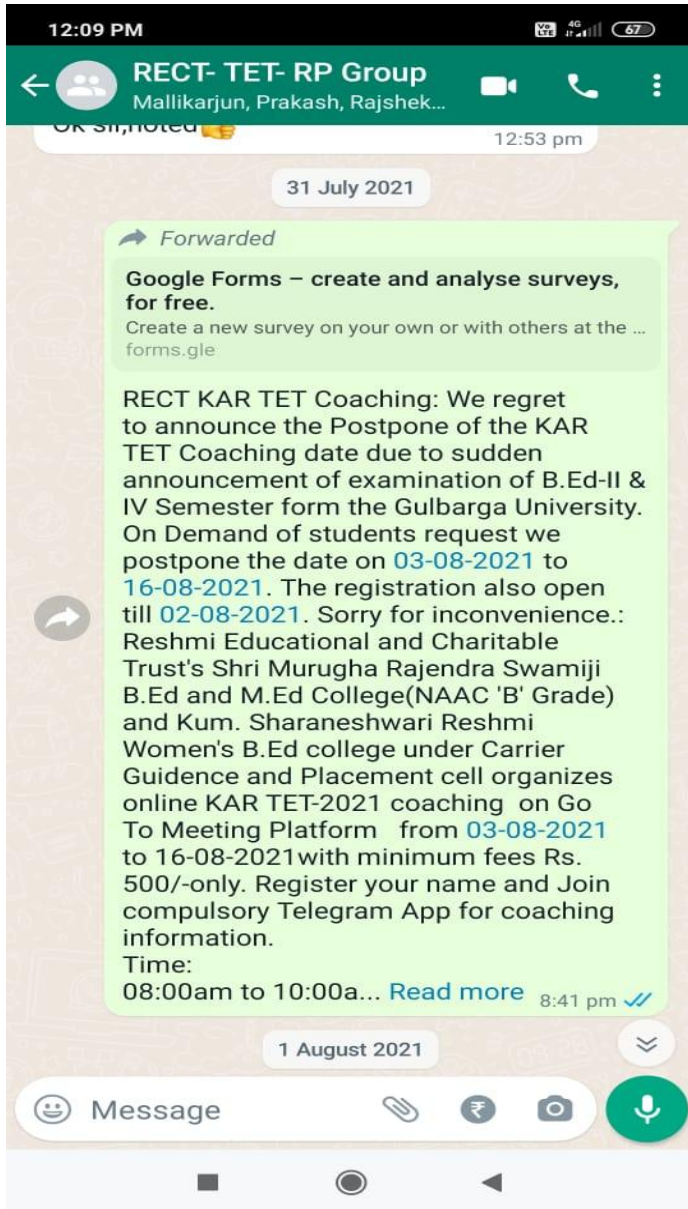 12:09 PM
Vo LTE 4G 67
RECT- TET- RP Group
Mallikarjun, Prakash, Rajshek...
Ok sir,noted👍
12:53 pm
31 July 2021
Forwarded
Google Forms – create and analyse surveys,
for free.
Create a new survey on your own or with others at the ...
forms.gle
RECT KAR TET Coaching: We regret
to announce the Postpone of the KAR
TET Coaching date due to sudden
announcement of examination of B.Ed-II &
IV Semester form the Gulbarga University.
On Demand of students request we
postpone the date on 03-08-2021 to
16-08-2021. The registration also open
till 02-08-2021. Sorry for inconvenience.:
Reshmi Educational and Charitable
Trust's Shri Murugha Rajendra Swamiji
B.Ed and M.Ed College(NAAC 'B' Grade)
and Kum. Sharaneshwari Reshmi
Women's B.Ed college under Carrier
Guidence and Placement cell organizes
online KAR TET-2021 coaching  on Go
To Meeting Platform   from 03-08-2021
to 16-08-2021with minimum fees Rs.
500/-only. Register your name and Join
compulsory Telegram App for coaching
information.
Time:
08:00am to 10:00a... Read more
8:41 pm
1 August 2021
Message